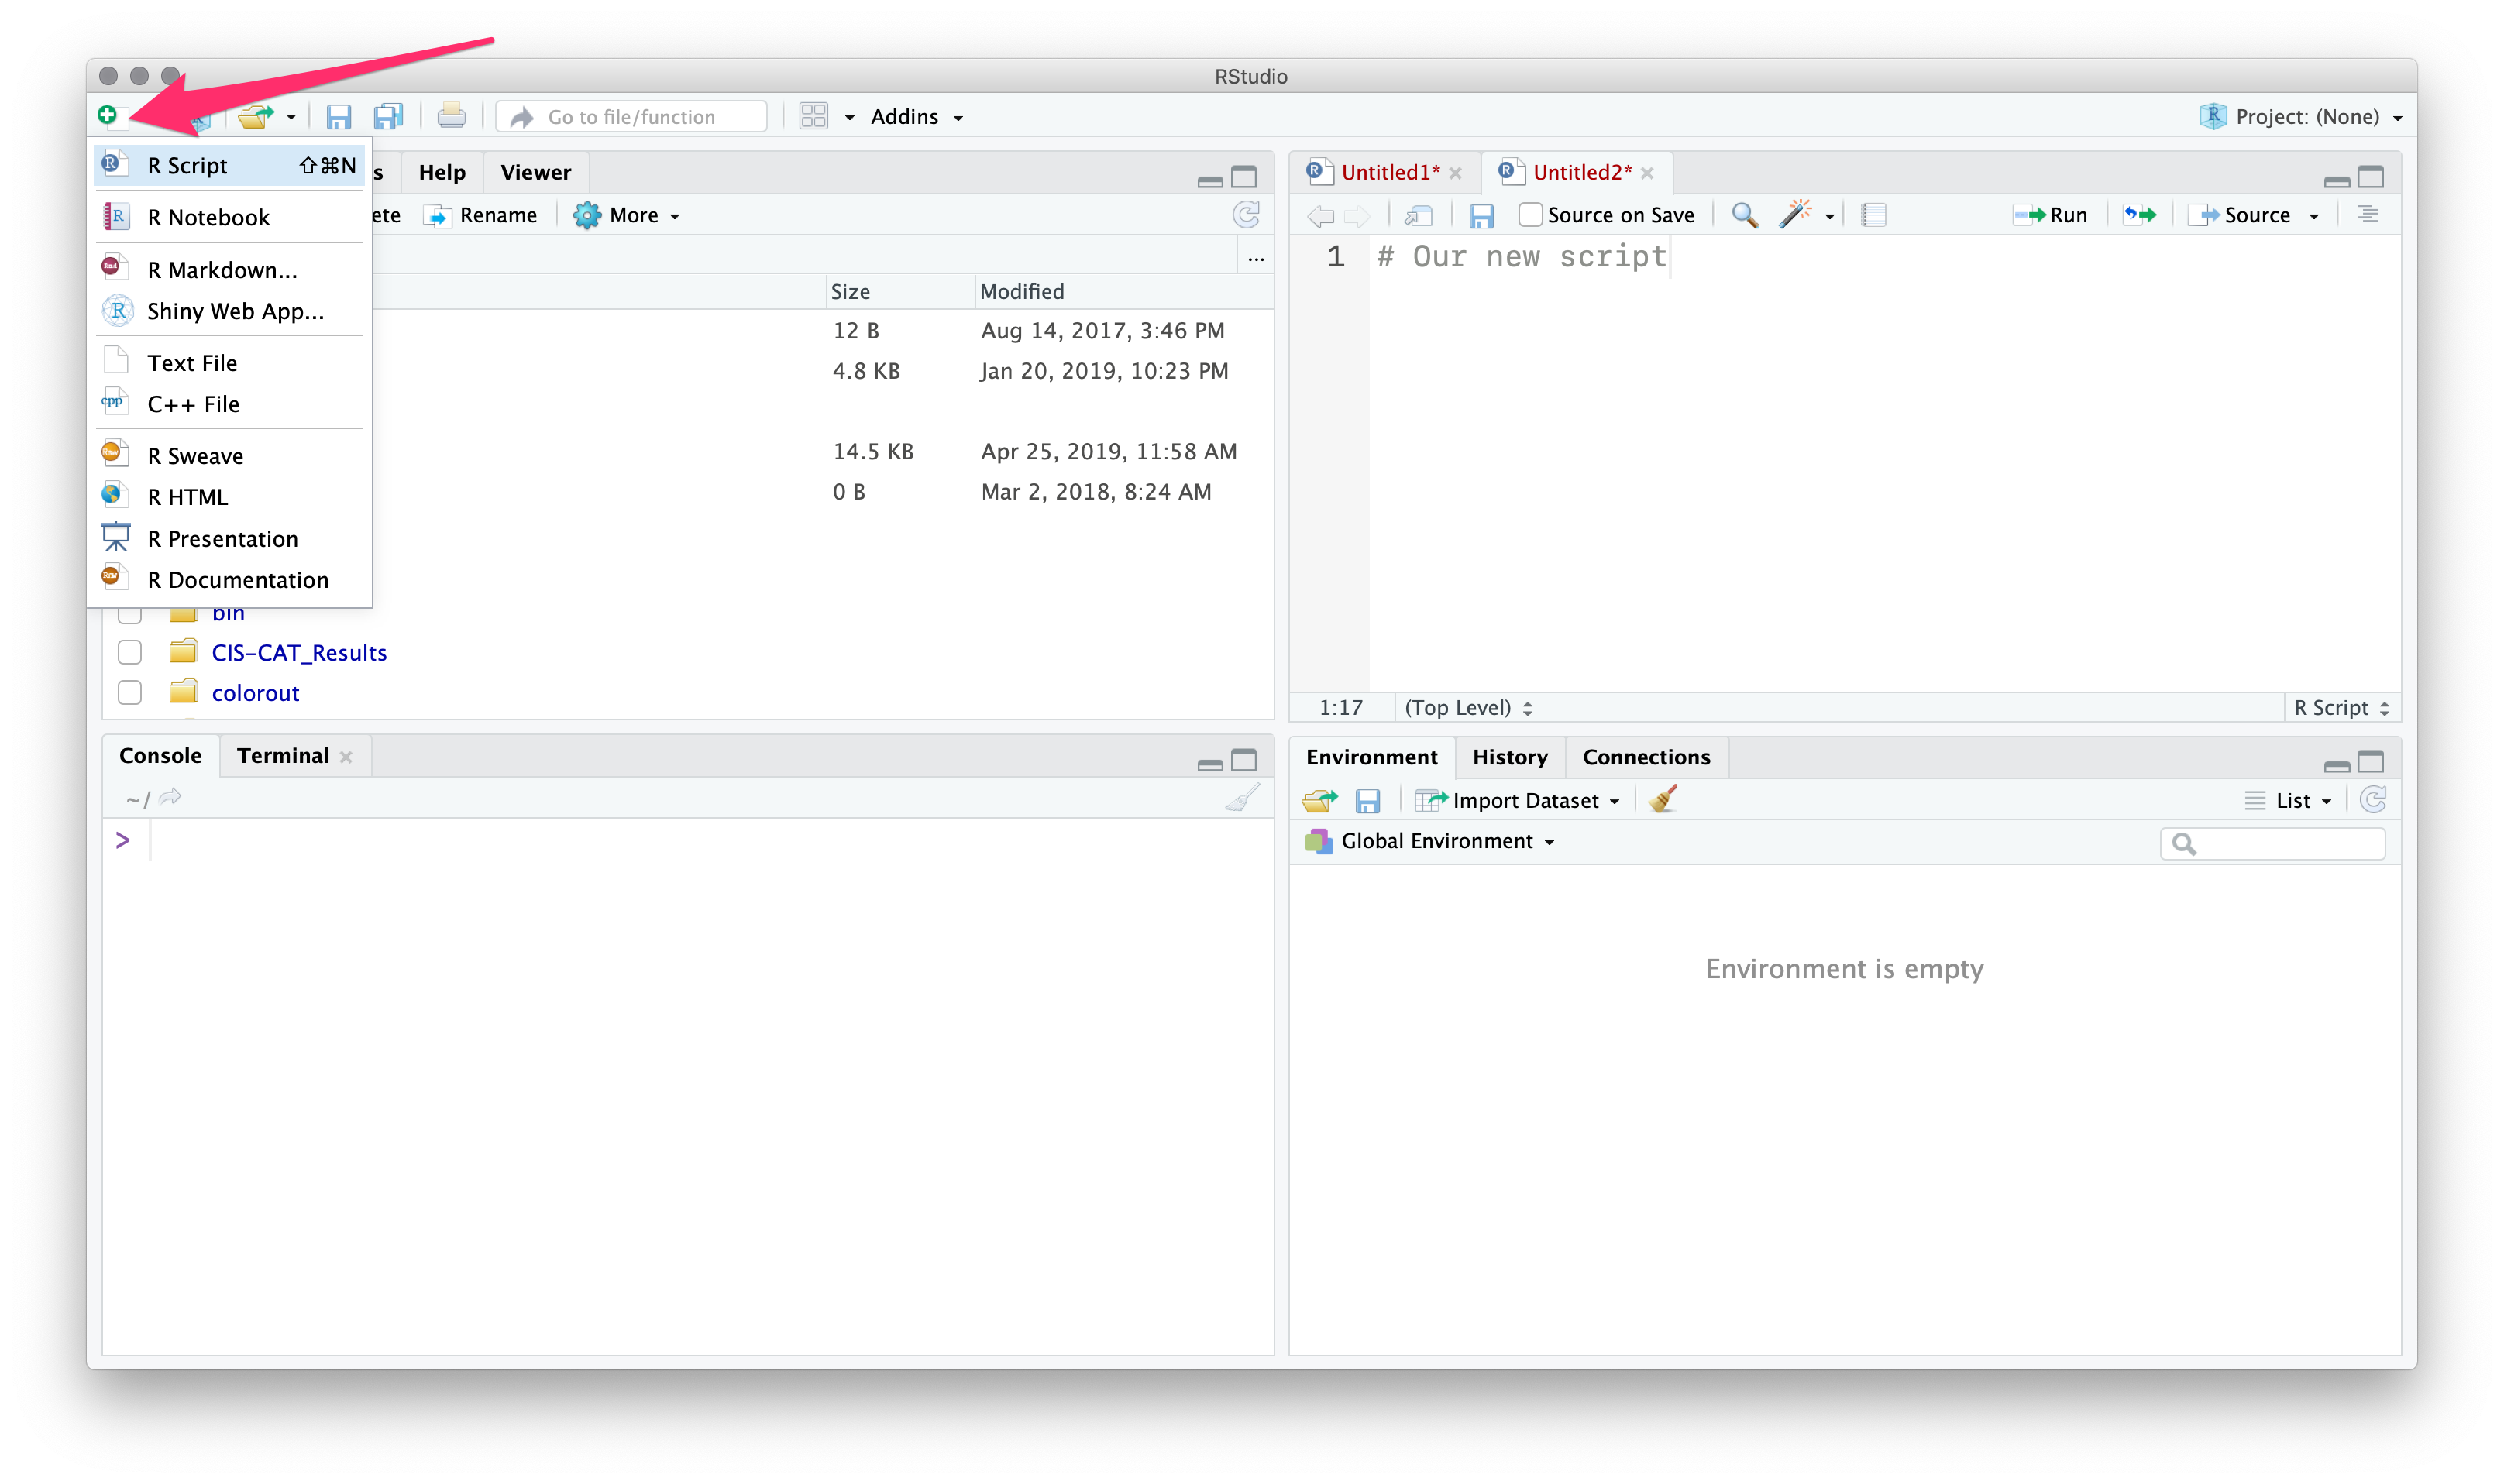 RStudio
Go to file/function
Addins
Project: (None)
R Script ⇧⌘N
R Notebook
R Markdown...
Shiny Web App...
Text File
cpp C++ File
R Sweave
R HTML
R Presentation
R Documentation
s Help Viewer
ete Rename More
...
Size Modified
12 B Aug 14, 2017, 3:46 PM
4.8 KB Jan 20, 2019, 10:23 PM
14.5 KB Apr 25, 2019, 11:58 AM
0 B Mar 2, 2018, 8:24 AM
bin
CIS-CAT_Results
colorout
Untitled1* Untitled2*
Source on Save Run Source
1 # Our new script
1:17 (Top Level) R Script
Console Terminal
~/
>
Environment History Connections
Import Dataset List
Global Environment
Environment is empty